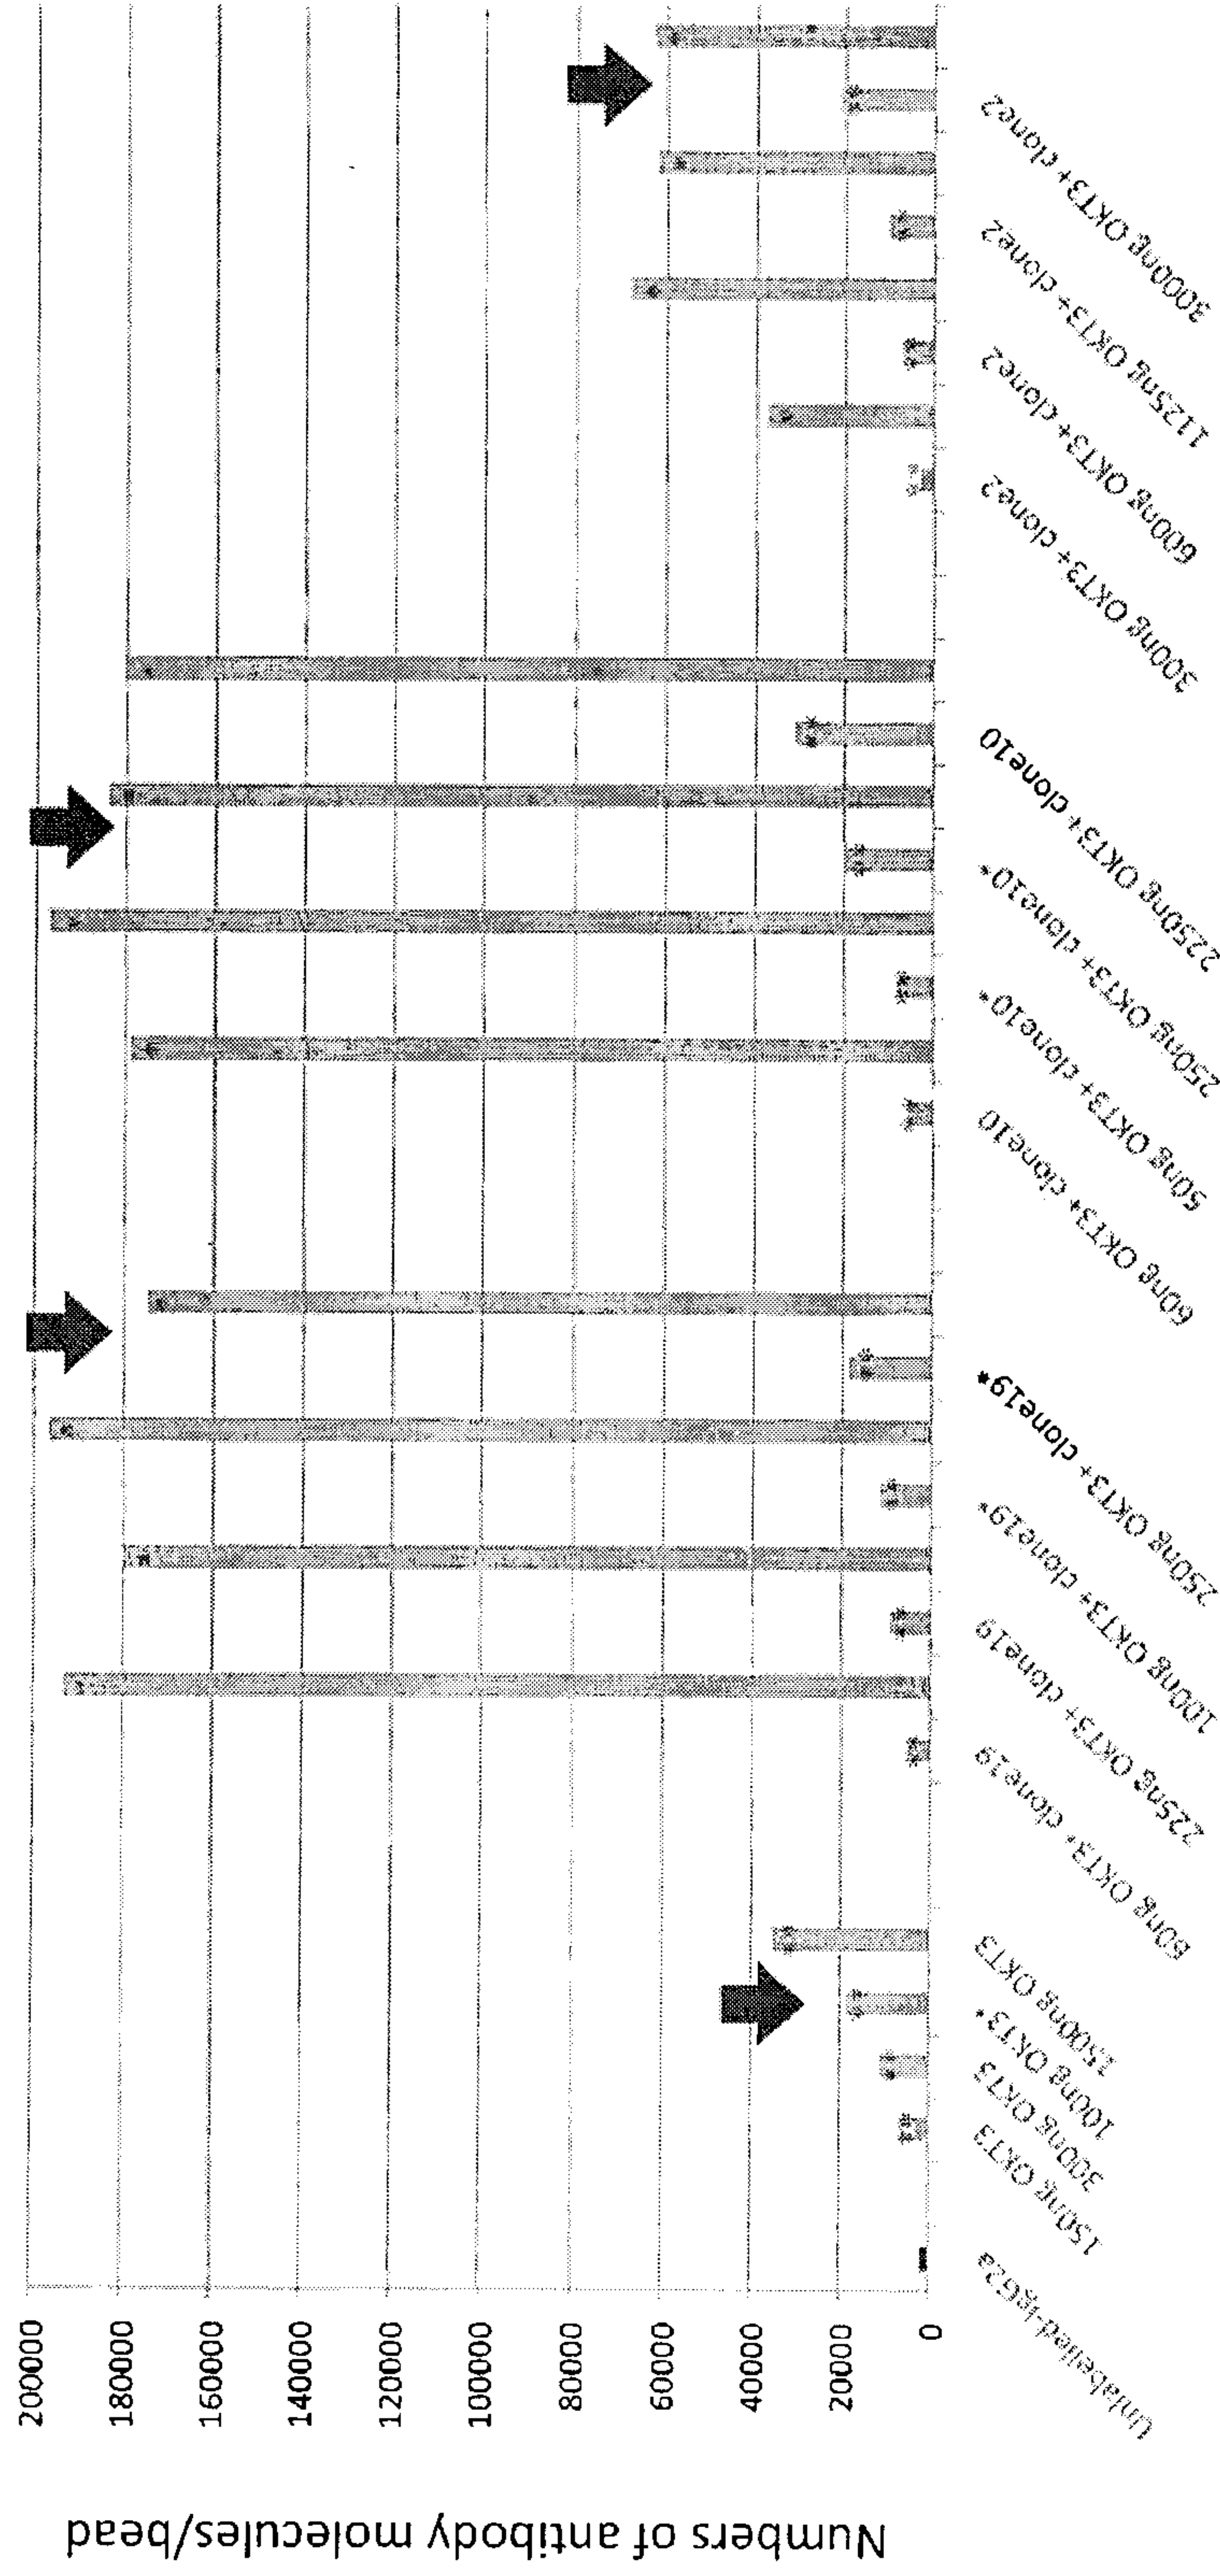 Numbers of antibody molecules/bead
200000
180000
160000
140000
120000
100000
80000
60000
40000
20000
0
Unlabelled-IgG2a
150ng OKT3
300ng OKT3
100ng OKT3*
1500ng OKT3
60ng OKT3+ clone19
225ng OKT3+ clone19
100ng OKT3+ clone19*
250ng OKT3+ clone19*
60ng OKT3+ clone10
50ng OKT3+ clone10*
250ng OKT3+ clone10*
2250ng OKT3+ clone10
300ng OKT3+ clone2
600ng OKT3+ clone2
1125ng OKT3+ clone2
3000ng OKT3+ clone2